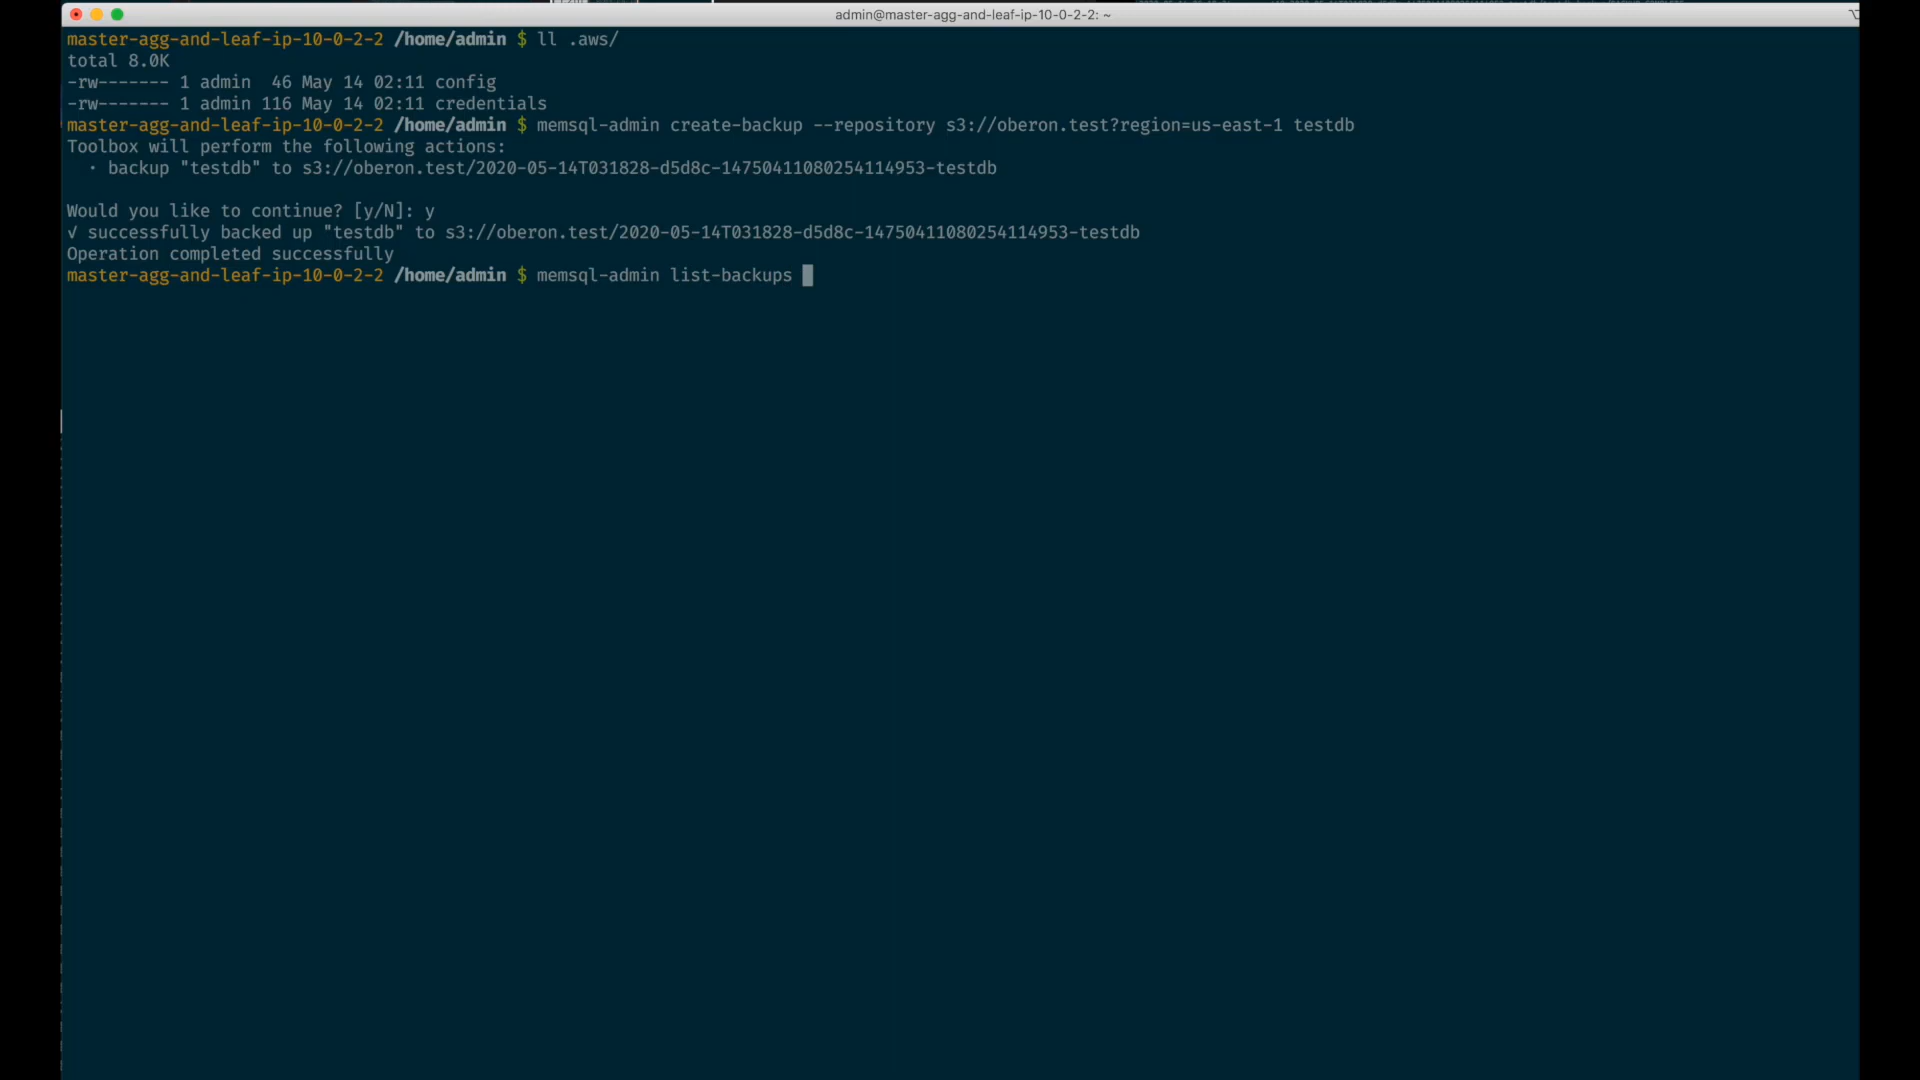 admin@master-agg-and-leaf-ip-10-0-2-2: ~
master-agg-and-leaf-ip-10-0-2-2 /home/admin $ ll .aws/
total 8.0K
-rw------- 1 admin  46 May 14 02:11 config
-rw------- 1 admin 116 May 14 02:11 credentials
master-agg-and-leaf-ip-10-0-2-2 /home/admin $ memsql-admin create-backup --repository s3://oberon.test?region=us-east-1 testdb
Toolbox will perform the following actions:
· backup "testdb" to s3://oberon.test/2020-05-14T031828-d5d8c-14750411080254114953-testdb
Would you like to continue? [y/N]: y
✓ successfully backed up "testdb" to s3://oberon.test/2020-05-14T031828-d5d8c-14750411080254114953-testdb
Operation completed successfully
master-agg-and-leaf-ip-10-0-2-2 /home/admin $ memsql-admin list-backups